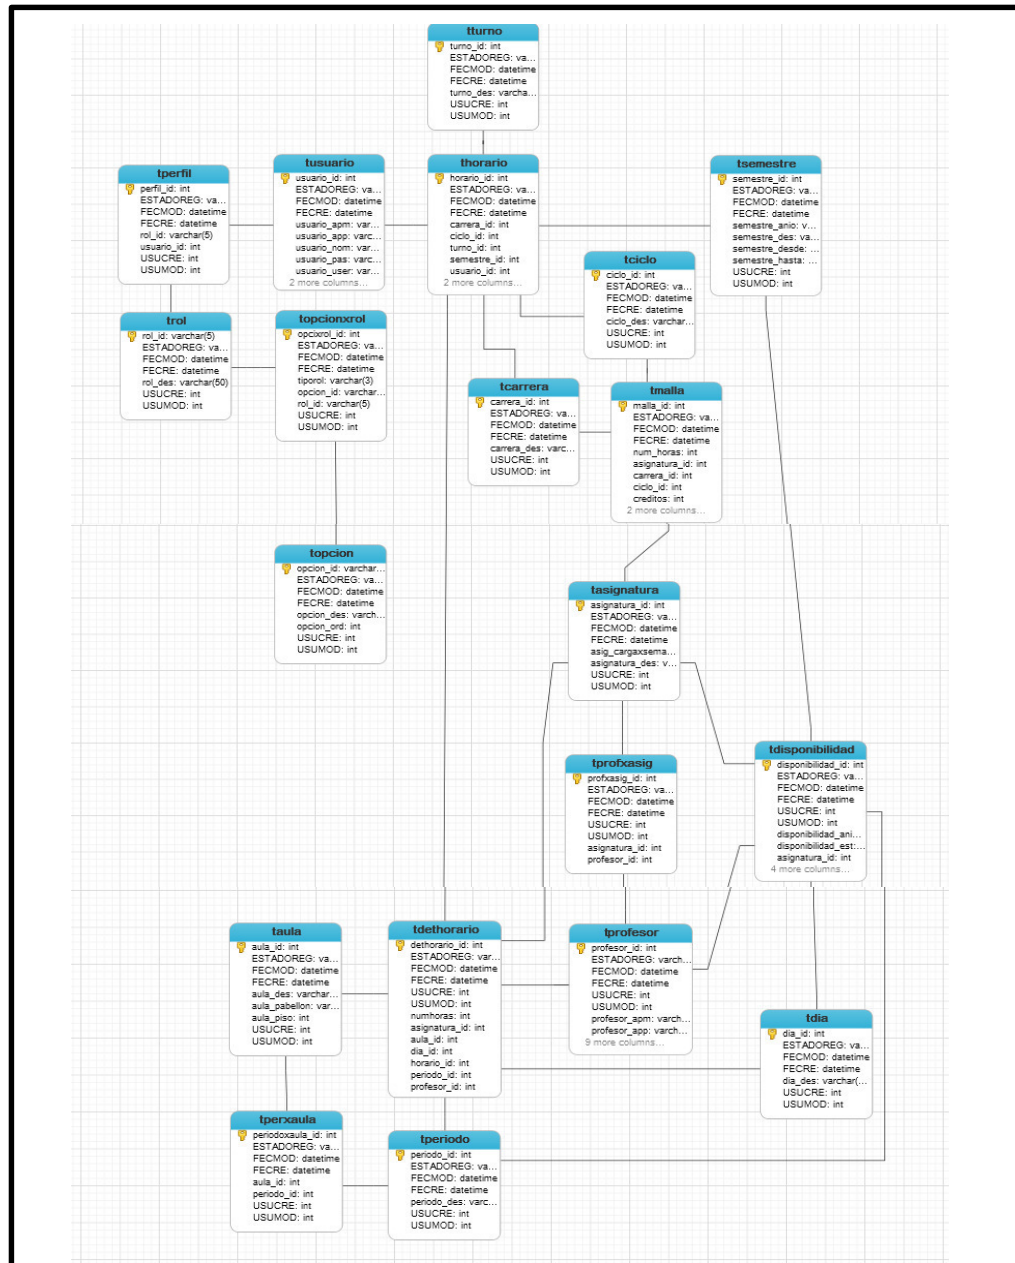 tturno
turno_id: int
ESTADOREG: va...
FECMOD: datetime
FECRE: datetime
turno_des: varcha...
USUCRE: int
USUMOD: int
tperfil
perfil_id: int
ESTADOREG: va...
FECMOD: datetime
FECRE: datetime
rol_id: varchar(5)
usuario_id: int
USUCRE: int
USUMOD: int
tusuario
usuario_id: int
ESTADOREG: va...
FECMOD: datetime
FECRE: datetime
usuario_apm: var...
usuario_app: varc...
usuario_nom: var...
usuario_pas: varc...
usuario_user: var...
2 more columns...
thorario
horario_id: int
ESTADOREG: va...
FECMOD: datetime
FECRE: datetime
carrera_id: int
ciclo_id: int
turno_id: int
semestre_id: int
usuario_id: int
2 more columns...
tsemestre
semestre_id: int
ESTADOREG: va...
FECMOD: datetime
FECRE: datetime
semestre_anio: v...
semestre_des: va...
semestre_desde: ...
semestre_hasta: ...
USUCRE: int
USUMOD: int
tciclo
ciclo_id: int
ESTADOREG: va...
FECMOD: datetime
FECRE: datetime
ciclo_des: varchar...
USUCRE: int
USUMOD: int
trol
rol_id: varchar(5)
ESTADOREG: va...
FECMOD: datetime
FECRE: datetime
rol_des: varchar(50)
USUCRE: int
USUMOD: int
topcionxrol
opcixrol_id: int
ESTADOREG: va...
FECMOD: datetime
FECRE: datetime
tiporol: varchar(3)
opcion_id: varchar...
rol_id: varchar(5)
USUCRE: int
USUMOD: int
tcarrera
carrera_id: int
ESTADOREG: va...
FECMOD: datetime
FECRE: datetime
carrera_des: varc...
USUCRE: int
USUMOD: int
tmalla
malla_id: int
ESTADOREG: va...
FECMOD: datetime
FECRE: datetime
num_horas: int
asignatura_id: int
carrera_id: int
ciclo_id: int
creditos: int
2 more columns...
topcion
opcion_id: varchar...
ESTADOREG: va...
FECMOD: datetime
FECRE: datetime
opcion_des: varch...
opcion_ord: int
USUCRE: int
USUMOD: int
tasignatura
asignatura_id: int
ESTADOREG: va...
FECMOD: datetime
FECRE: datetime
asig_cargaxsema...
asignatura_des: v...
USUCRE: int
USUMOD: int
tprofxasig
profxasig_id: int
ESTADOREG: va...
FECMOD: datetime
FECRE: datetime
USUCRE: int
USUMOD: int
asignatura_id: int
profesor_id: int
tdisponibilidad
disponibilidad_id: int
ESTADOREG: va...
FECMOD: datetime
FECRE: datetime
USUCRE: int
USUMOD: int
disponibilidad_ani...
disponibilidad_est:...
asignatura_id: int
4 more columns...
taula
aula_id: int
ESTADOREG: va...
FECMOD: datetime
FECRE: datetime
aula_des: varchar...
aula_pabellon: var...
aula_piso: int
USUCRE: int
USUMOD: int
tdethorario
dethorario_id: int
ESTADOREG: var...
FECMOD: datetime
FECRE: datetime
USUCRE: int
USUMOD: int
numhoras: int
asignatura_id: int
aula_id: int
dia_id: int
horario_id: int
periodo_id: int
profesor_id: int
tprofesor
profesor_id: int
ESTADOREG: varch...
FECMOD: datetime
FECRE: datetime
USUCRE: int
USUMOD: int
profesor_apm: varch...
profesor_app: varch...
9 more columns...
tdia
dia_id: int
ESTADOREG: va...
FECMOD: datetime
FECRE: datetime
dia_des: varchar(...
USUCRE: int
USUMOD: int
tperxaula
periodoxaula_id: int
ESTADOREG: va...
FECMOD: datetime
FECRE: datetime
aula_id: int
periodo_id: int
USUCRE: int
USUMOD: int
tperiodo
periodo_id: int
ESTADOREG: va...
FECMOD: datetime
FECRE: datetime
periodo_des: varc...
USUCRE: int
USUMOD: int